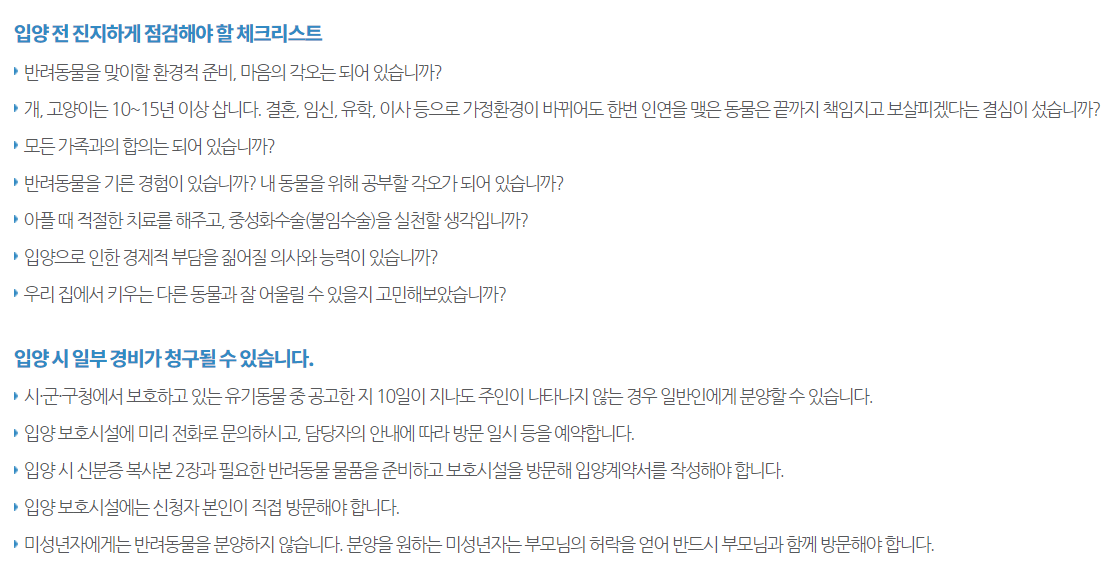 입양 전 진지하게 점검해야 할 체크리스트
반려동물을 맞이할 환경적 준비, 마음의 각오는 되어 있습니까?
개, 고양이는 10~15년 이상 삽니다. 결혼, 임신, 유학, 이사 등으로 가정환경이 바뀌어도 한번 인연을 맺은 동물은 끝까지 책임지고 보살피겠다는 결심이 섰습니까?
모든 가족과의 합의는 되어 있습니까?
반려동물을 기른 경험이 있습니까? 내 동물을 위해 공부할 각오가 되어 있습니까?
아플 때 적절한 치료를 해주고, 중성화수술(불임수술)을 실천할 생각입니까?
입양으로 인한 경제적 부담을 짊어질 의사와 능력이 있습니까?
우리 집에서 키우는 다른 동물과 잘 어울릴 수 있을지 고민해보았습니까?
입양 시 일부 경비가 청구될 수 있습니다.
시·군·구청에서 보호하고 있는 유기동물 중 공고한 지 10일이 지나도 주인이 나타나지 않는 경우 일반인에게 분양할 수 있습니다.
입양 보호시설에 미리 전화로 문의하시고, 담당자의 안내에 따라 방문 일시 등을 예약합니다.
입양 시 신분증 복사본 2장과 필요한 반려동물 물품을 준비하고 보호시설을 방문해 입양계약서를 작성해야 합니다.
입양 보호시설에는 신청자 본인이 직접 방문해야 합니다.
미성년자에게는 반려동물을 분양하지 않습니다. 분양을 원하는 미성년자는 부모님의 허락을 얻어 반드시 부모님과 함께 방문해야 합니다.